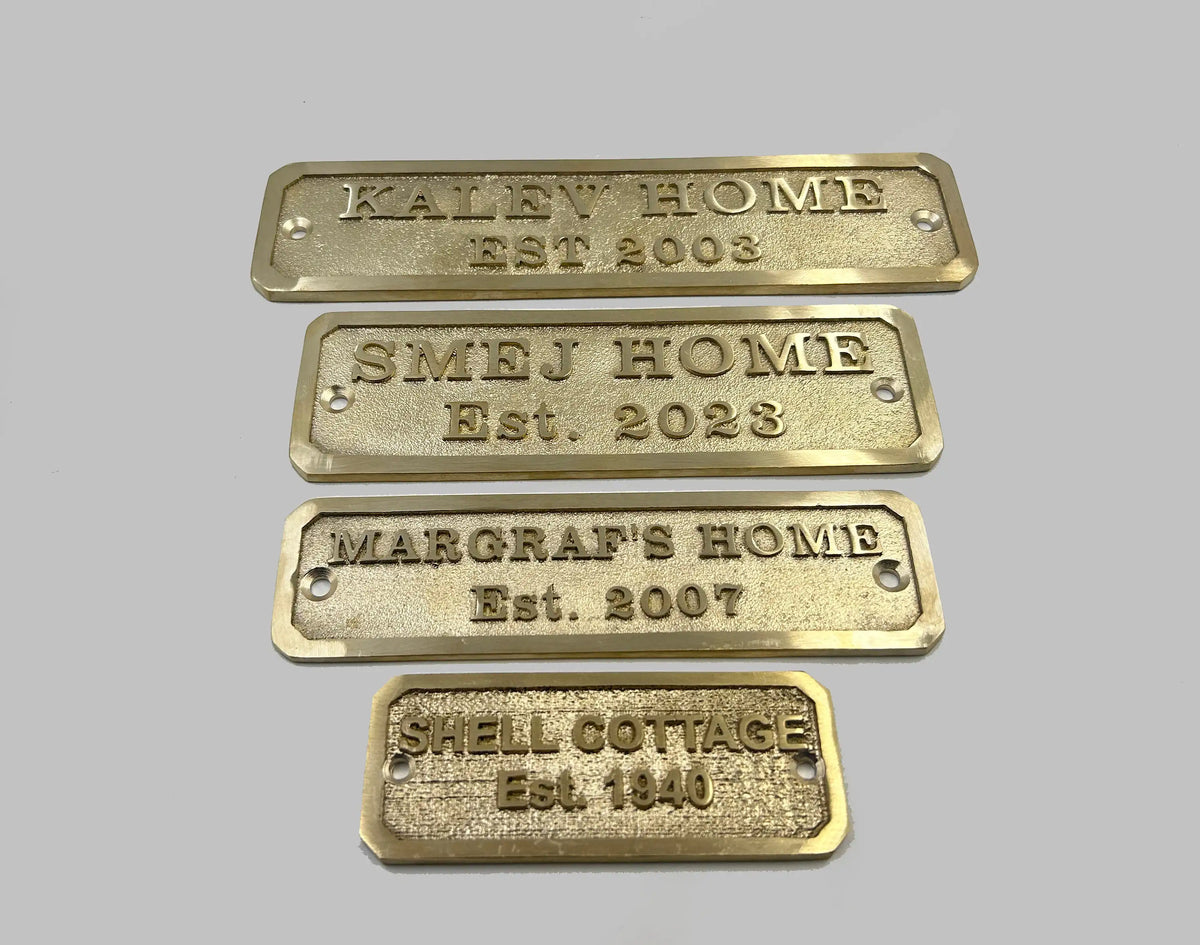 KALEV HOME
EST 2003
SMEJ HOME
Est. 2023
MARGRAF'S HOME
Est. 2007
SHELL COTTAGE
Est. 1940